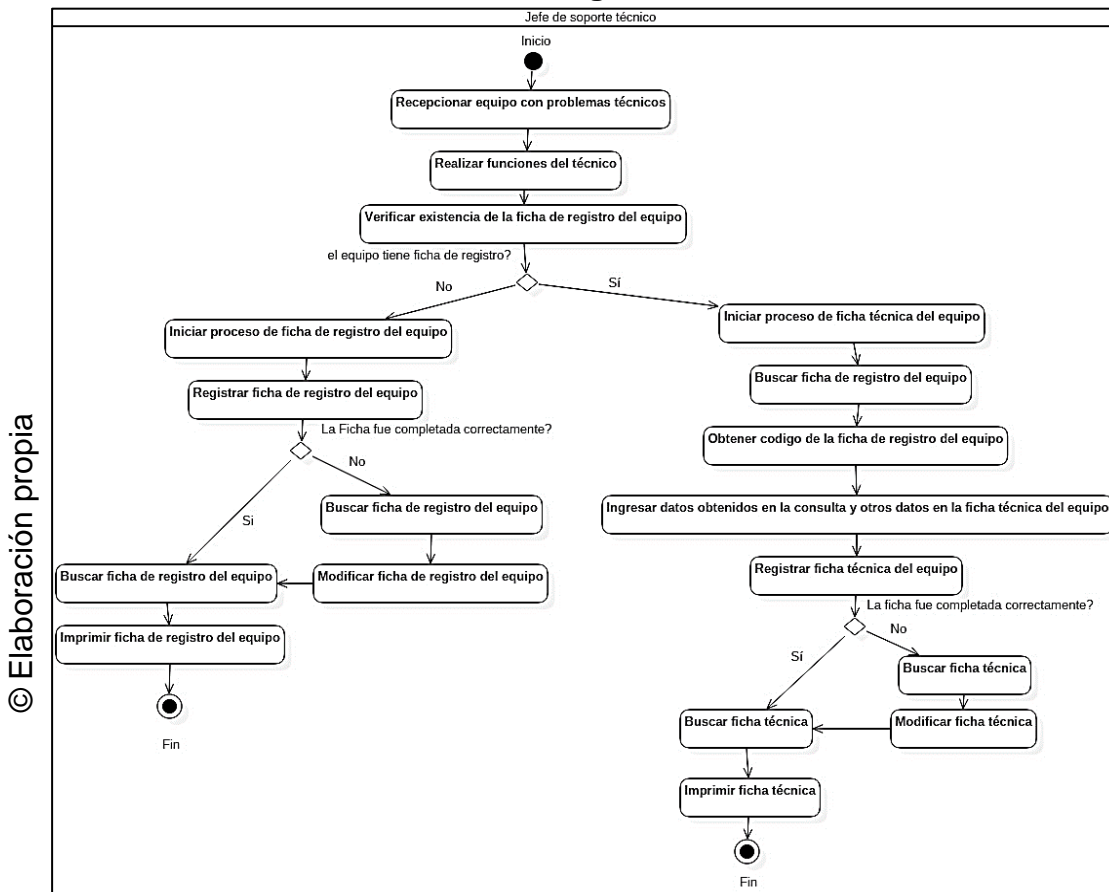 Jefe de soporte técnico
Inicio
Recepcionar equipo con problemas técnicos
Realizar funciones del técnico
Verificar existencia de la ficha de registro del equipo
el equipo tiene ficha de registro?
No
Sí
Iniciar proceso de ficha de registro del equipo
Registrar ficha de registro del equipo
La Ficha fue completada correctamente?
No
Si
Buscar ficha de registro del equipo
Modificar ficha de registro del equipo
Buscar ficha de registro del equipo
Imprimir ficha de registro del equipo
Fin
Iniciar proceso de ficha técnica del equipo
Buscar ficha de registro del equipo
Obtener codigo de la ficha de registro del equipo
Ingresar datos obtenidos en la consulta y otros datos en la ficha técnica del equipo
Registrar ficha técnica del equipo
La ficha fue completada correctamente?
No
Sí
Buscar ficha técnica
Modificar ficha técnica
Buscar ficha técnica
Imprimir ficha técnica
Fin
© Elaboración propia